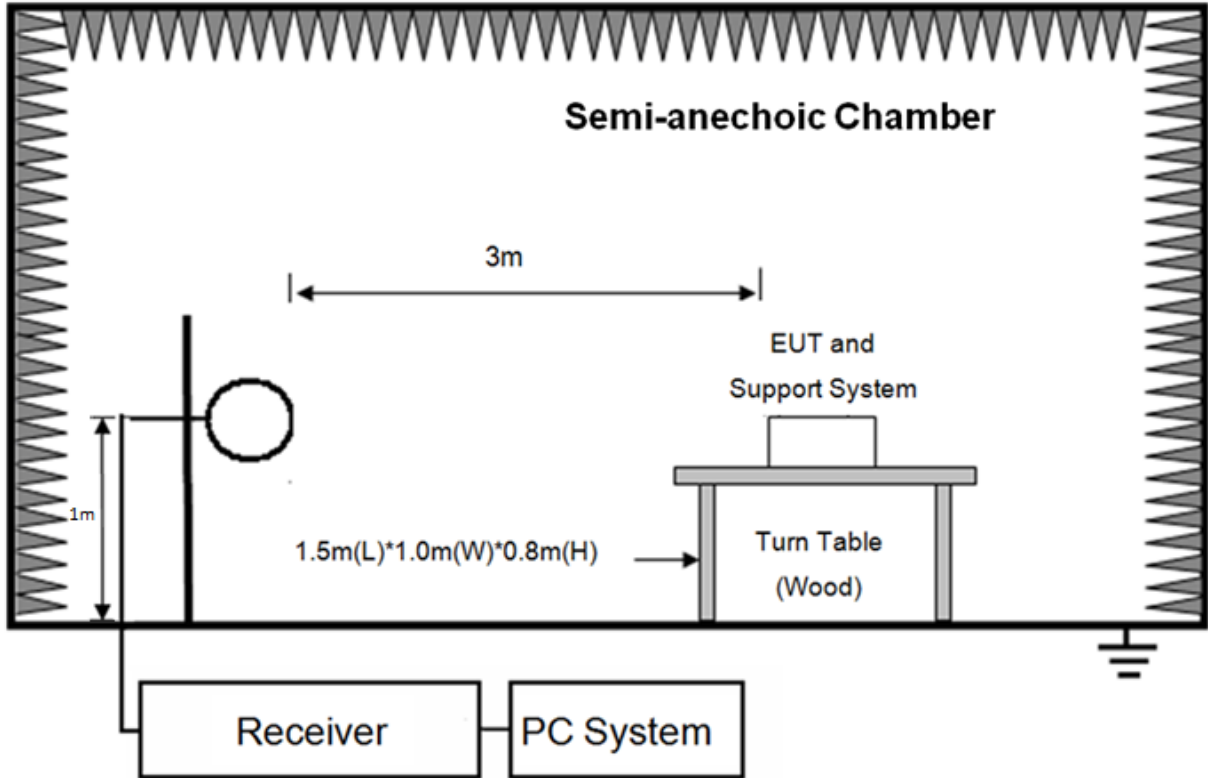 Semi-anechoic Chamber
3m
EUT and
Support System
1m
1.5m(L)*1.0m(W)*0.8m(H)
Turn Table
(Wood)
Receiver
PC System